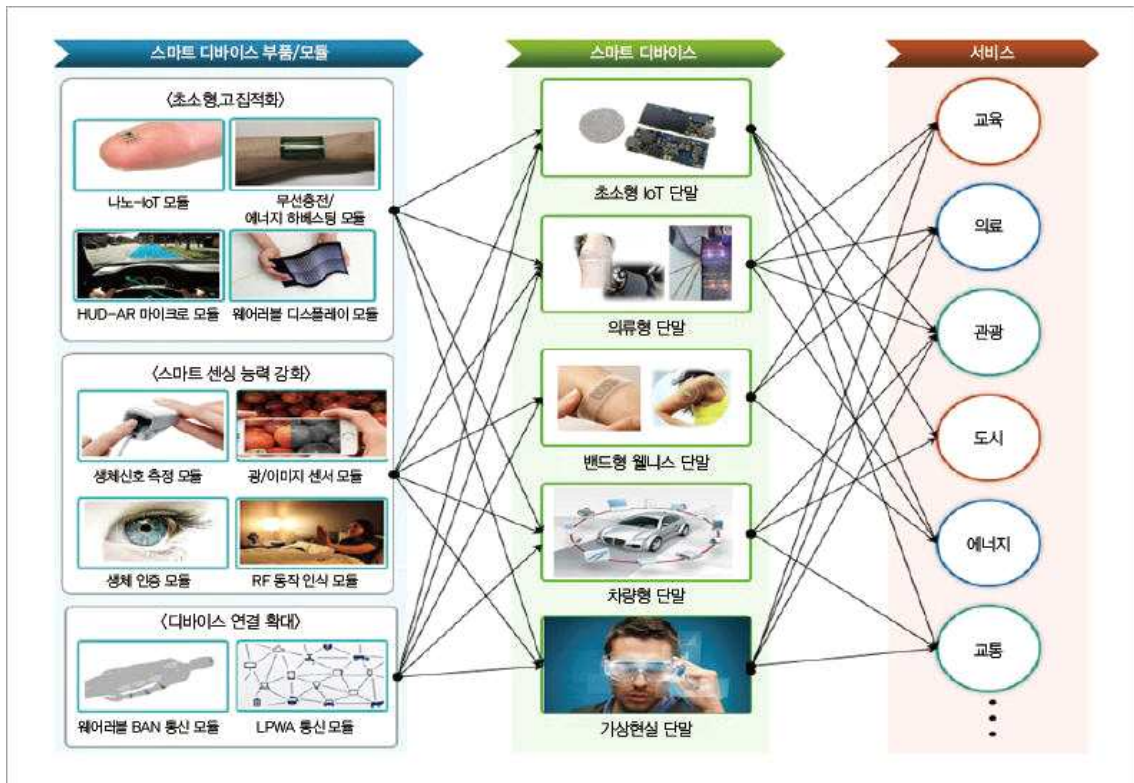 스마트 디바이스 부품/모듈
스마트 디바이스
서비스
<초소형,고집적화>
나노-IoT 모듈
무선충전/
에너지 하베스팅 모듈
HUD-AR 마이크로 모듈
웨어러블 디스플레이 모듈
<스마트 센싱 능력 강화>
생체신호 측정 모듈
광/이미지 센서 모듈
생체 인증 모듈
RF 동작 인식 모듈
<디바이스 연결 확대>
웨어러블 BAN 통신 모듈
LPWA 통신 모듈
초소형 IoT 단말
의류형 단말
밴드형 웰니스 단말
차량형 단말
가상현실 단말
교육
의료
관광
도시
에너지
교통